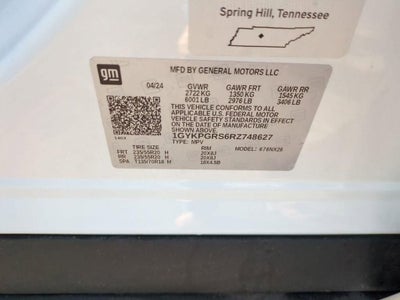 Spring Hill, Tennessee
gm
MFD BY GENERAL MOTORS LLC
04/24 GVWR GAWR FRT GAWR RR
2722 KG 1350 KG 1545 KG
6001 LB 2976 LB 3406 LB
THIS VEHICLE CONFORMS TO ALL
APPLICABLE U.S. FEDERAL MOTOR
VEHICLE SAFETY STANDARDS IN EFFECT
ON THE DATE OF MANUFACTURE SHOWN
ABOVE.
1GYKPGRS6RZ748627
TYPE: MPV
MODEL: 6T6NX26
TIRE SIZE RIM
FRT 235/55R20 H 20X8J
RR 235/55R20 H 20X8J
SPA T135/70R18 M 18X4.5B